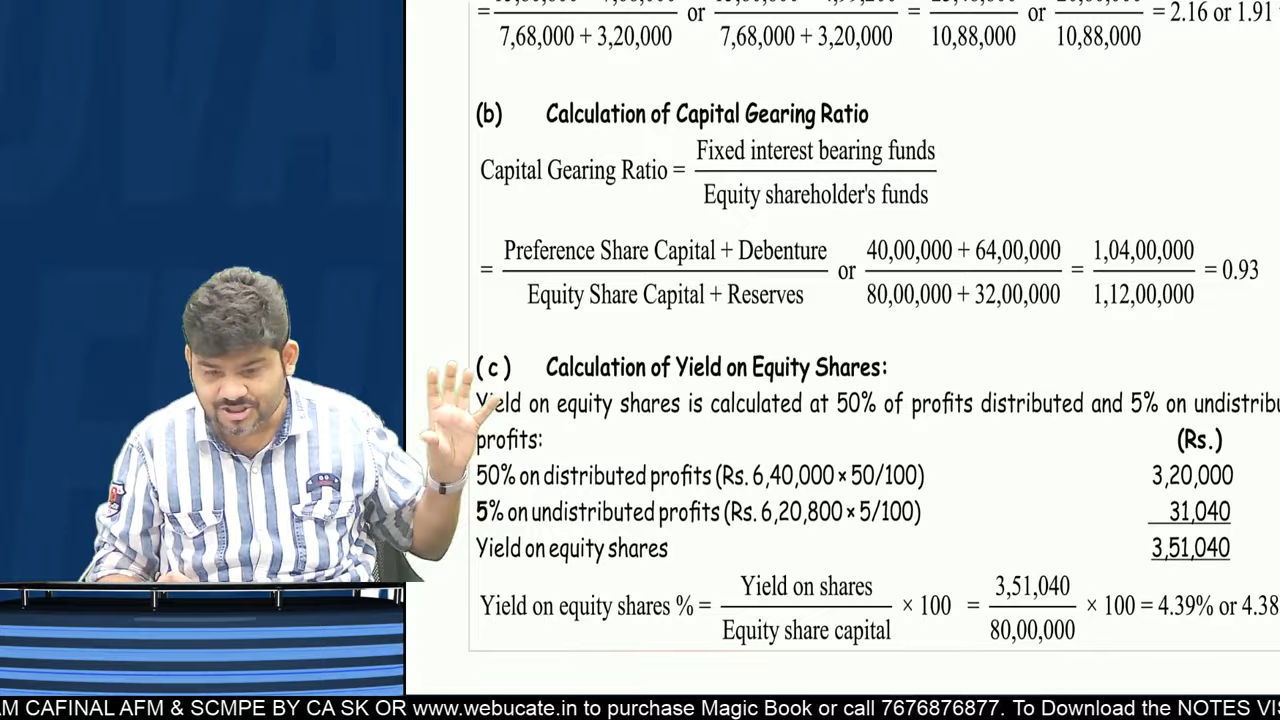 = 7,68,000 + 3,20,000 or 7,68,000 + 3,20,000 = 10,88,000 or 10,88,000 = 2.16 or 1.91
(b) Calculation of Capital Gearing Ratio
Capital Gearing Ratio = Fixed interest bearing funds / Equity shareholder's funds
= Preference Share Capital + Debenture / Equity Share Capital + Reserves or 40,00,000 + 64,00,000 / 80,00,000 + 32,00,000 = 1,04,00,000 / 1,12,00,000 = 0.93
( c ) Calculation of Yield on Equity Shares:
Yield on equity shares is calculated at 50% of profits distributed and 5% on undistribu
profits: (Rs.)
50% on distributed profits (Rs. 6,40,000 × 50/100) 3,20,000
5% on undistributed profits (Rs. 6,20,800 × 5/100) 31,040
Yield on equity shares 3,51,040
Yield on equity shares % = Yield on shares / Equity share capital × 100 = 3,51,040 / 80,00,000 × 100 = 4.39% or 4.38
AM CAFINAL AFM & SCMPE BY CA SK OR www.webucate.in to purchase Magic Book or call 7676876877. To Download the NOTES VIS